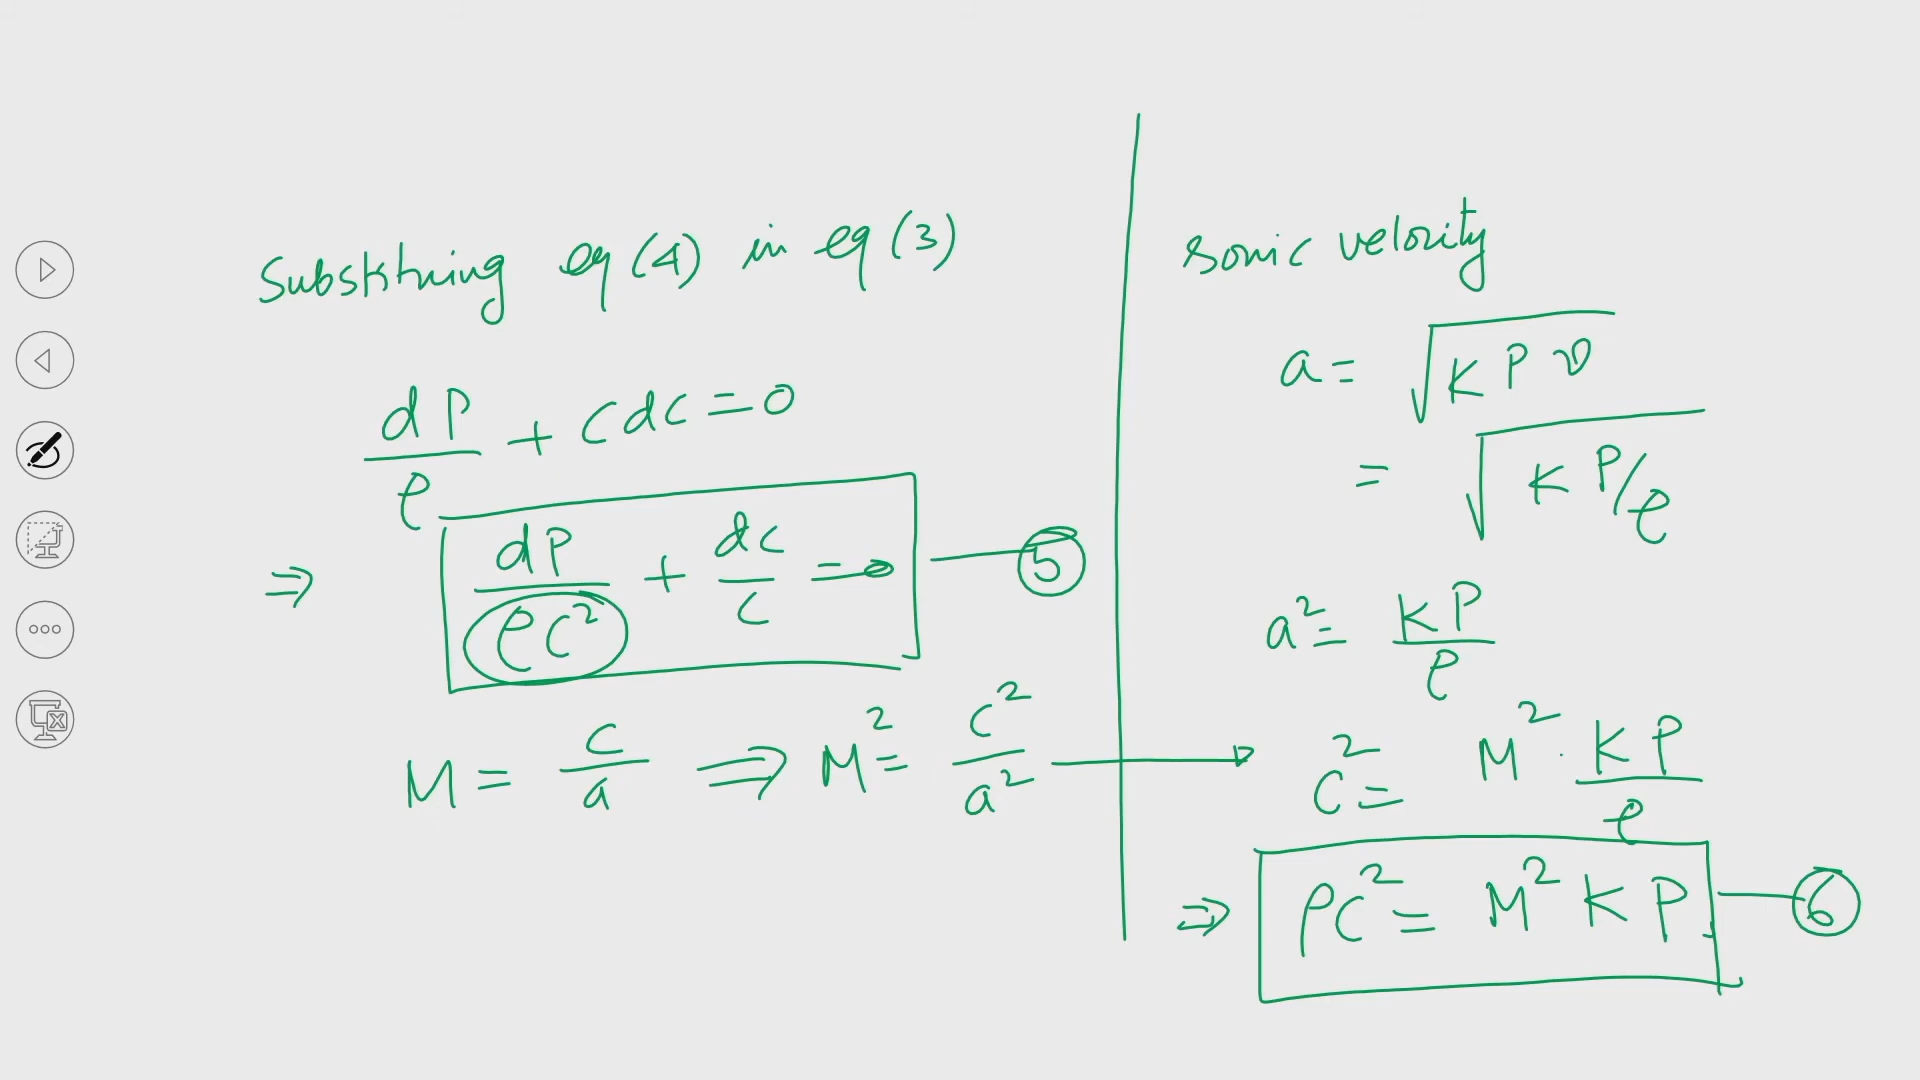 Substituting eq (4) in eq (3)
dP/ρ + cdc = 0
⇒ dP/ρc² + dc/c = 0 — ⑤
M = c/a ⇒ M² = c²/a² →
sonic velocity
a = √KPv
= √KP/ρ
a² = KP/ρ
c² = M² · KP/ρ
⇒ ρc² = M² K P — ⑥